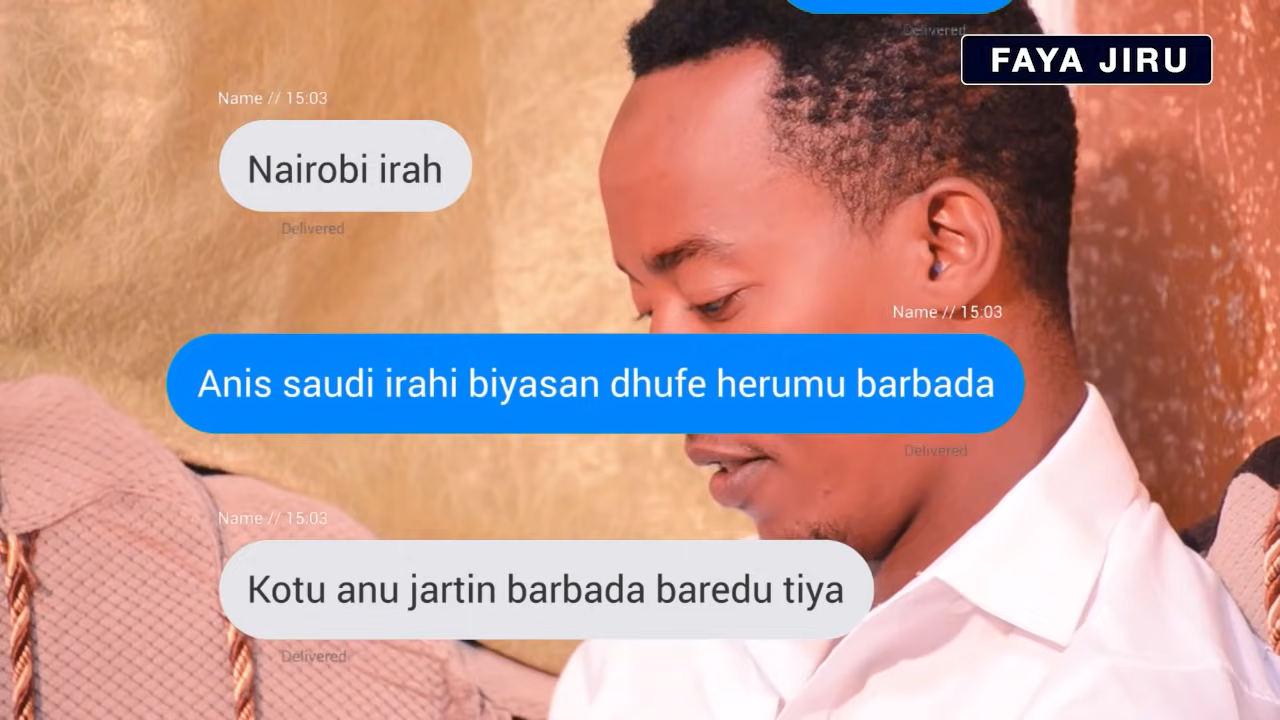 Delivered
FAYA JIRU
Name // 15:03
Nairobi irah
Delivered
Name // 15:03
Anis saudi irahi biyasan dhufe herumu barbada
Delivered
Name // 15:03
Kotu anu jartin barbada baredu tiya
Delivered